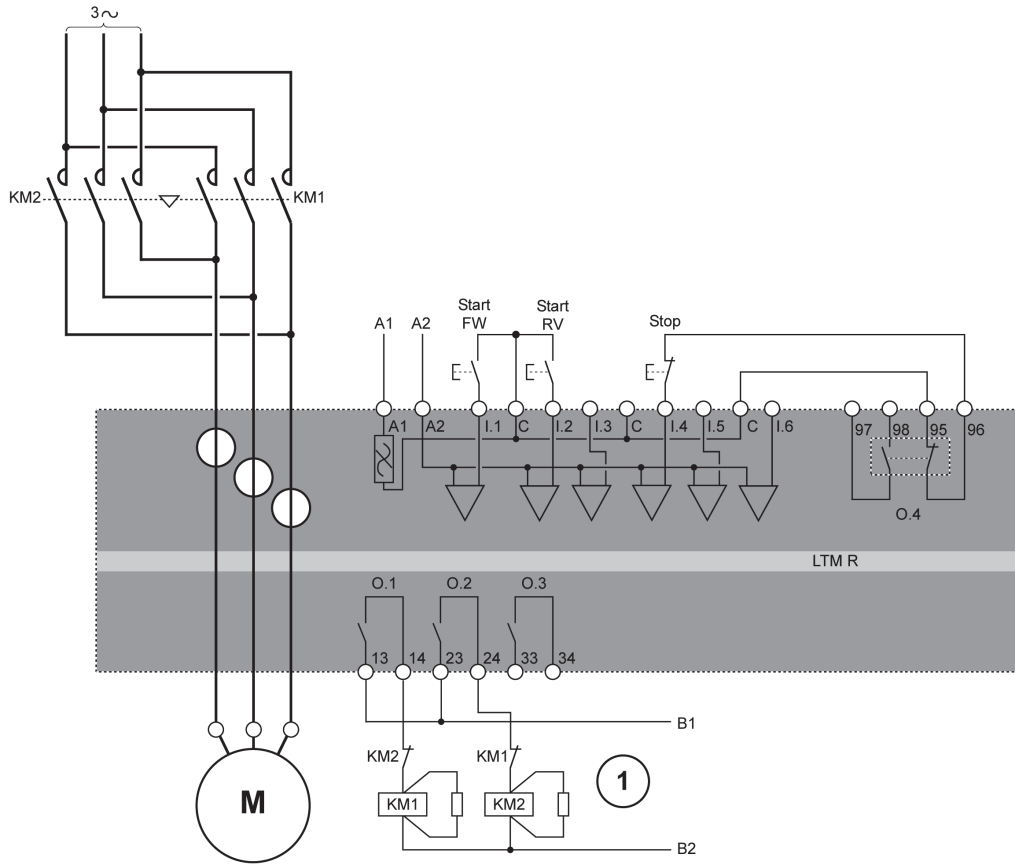 3~
KM2
KM1
Start
FW
Start
RV
Stop
A1
A2
A1
A2
I.1
C
I.2
I.3
C
I.4
I.5
C
I.6
97
98
95
96
O.4
LTM R
O.1
O.2
O.3
13
14
23
24
33
34
B1
KM2
KM1
1
KM1
KM2
M
B2